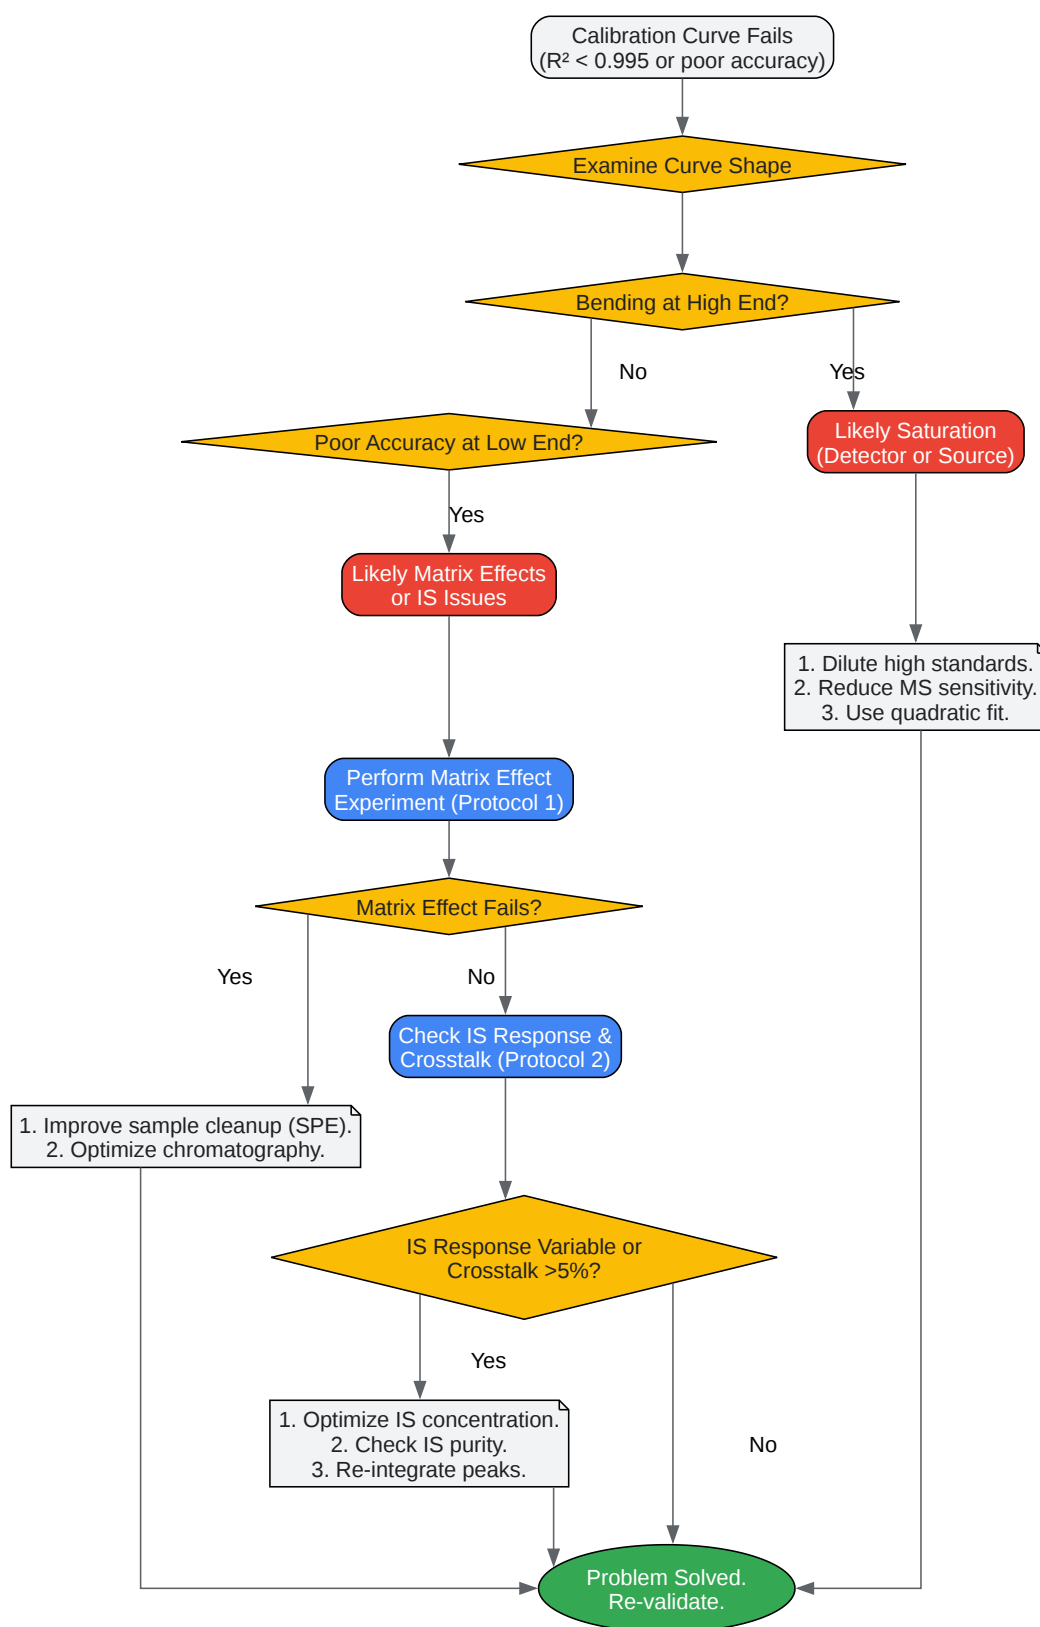 Calibration Curve Fails
(R² < 0.995 or poor accuracy)
Examine Curve Shape
Bending at High End?
No
Yes
Poor Accuracy at Low End?
Likely Saturation
(Detector or Source)
Yes
Likely Matrix Effects
or IS Issues
1. Dilute high standards.
2. Reduce MS sensitivity.
3. Use quadratic fit.
Perform Matrix Effect
Experiment (Protocol 1)
Matrix Effect Fails?
Yes
No
Check IS Response &
Crosstalk (Protocol 2)
1. Improve sample cleanup (SPE).
2. Optimize chromatography.
IS Response Variable or
Crosstalk >5%?
Yes
1. Optimize IS concentration.
2. Check IS purity.
3. Re-integrate peaks.
No
Problem Solved.
Re-validate.